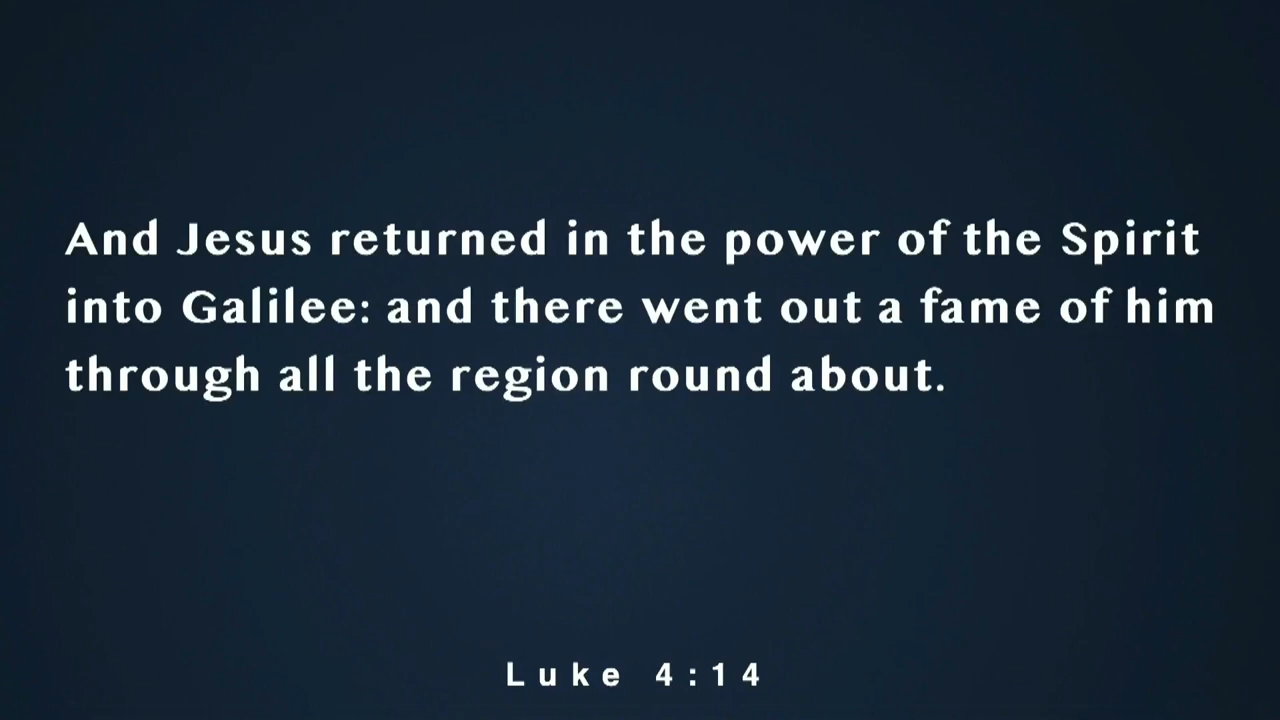 And Jesus returned in the power of the Spirit
into Galilee: and there went out a fame of him
through all the region round about.
Luke 4:14